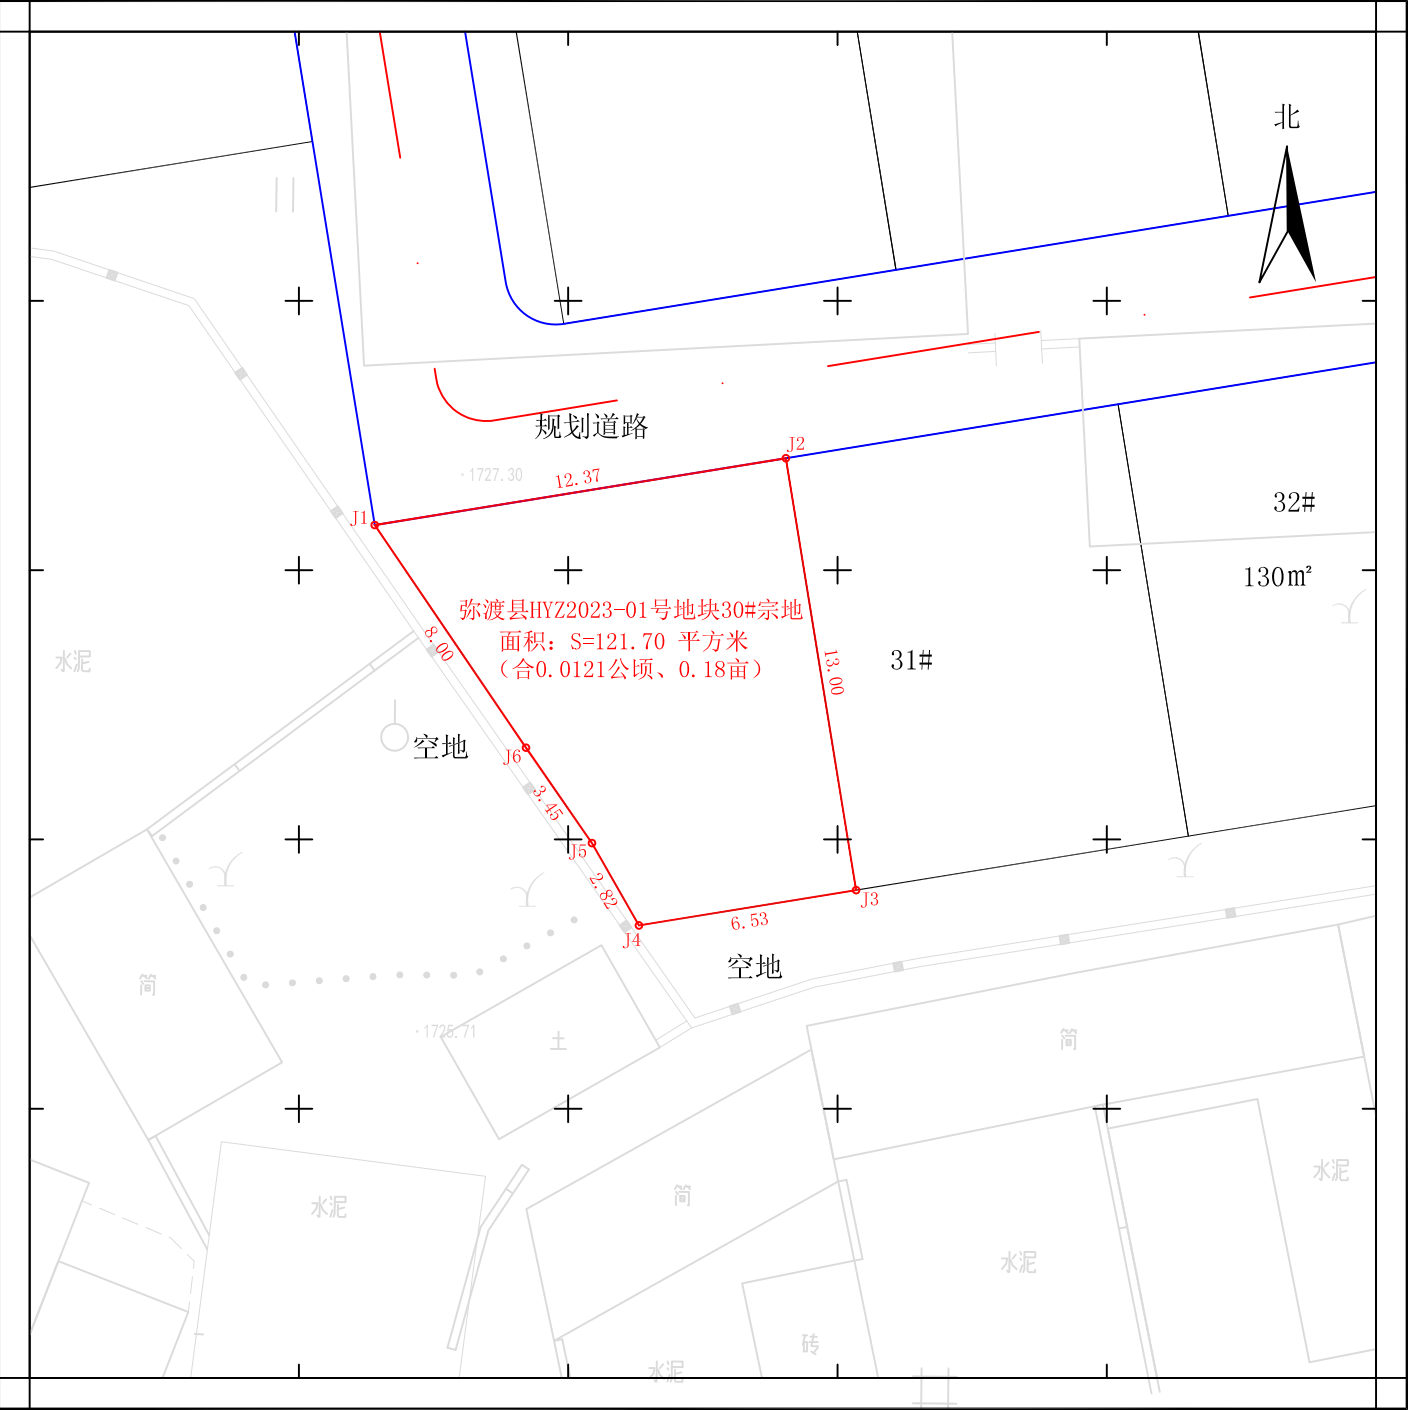 北
规划道路
J2
12.37
1727.30
J1
32#
130㎡
弥渡县HYZ2023-01号地块30#宗地
面积：S=121.70 平方米
（合0.0121公顷、0.18亩）
8.00
13.00
31#
水泥
空地
J6
3.45
J5
2.82
J3
6.53
J4
空地
简
1725.71
土
简
水泥
简
水泥
水泥
砖
水泥